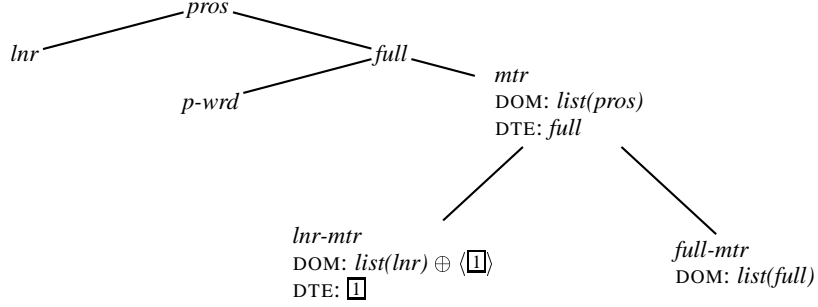 pros
lnr
full
p-wrd
mtr
DOM: list(pros)
DTE: full
lnr-mtr
DOM: list(lnr) ⊕ ⟨1⟩
DTE: 1
full-mtr
DOM: list(full)